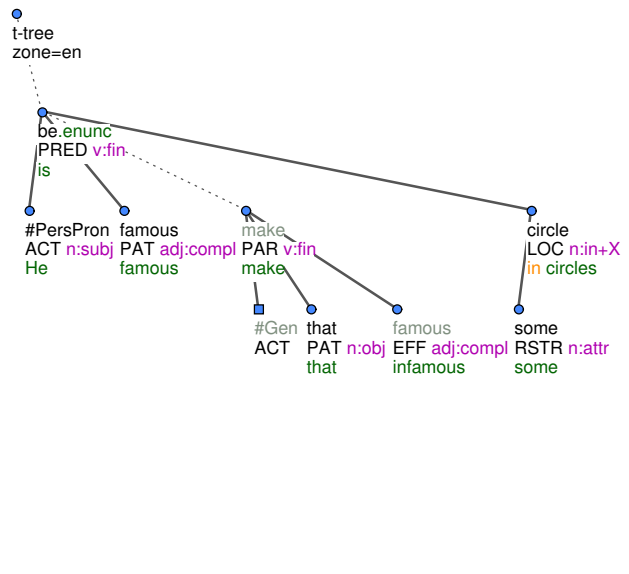 t-tree
zone=en
be.enunc
PRED v:fin
is
#PersPron famous make circle
ACT n:subj PAT adj:compl PAR v:fin LOC n:in+X
He famous make in circles
#Gen that famous some
ACT PAT n:obj EFF adj:compl RSTR n:attr
that infamous some